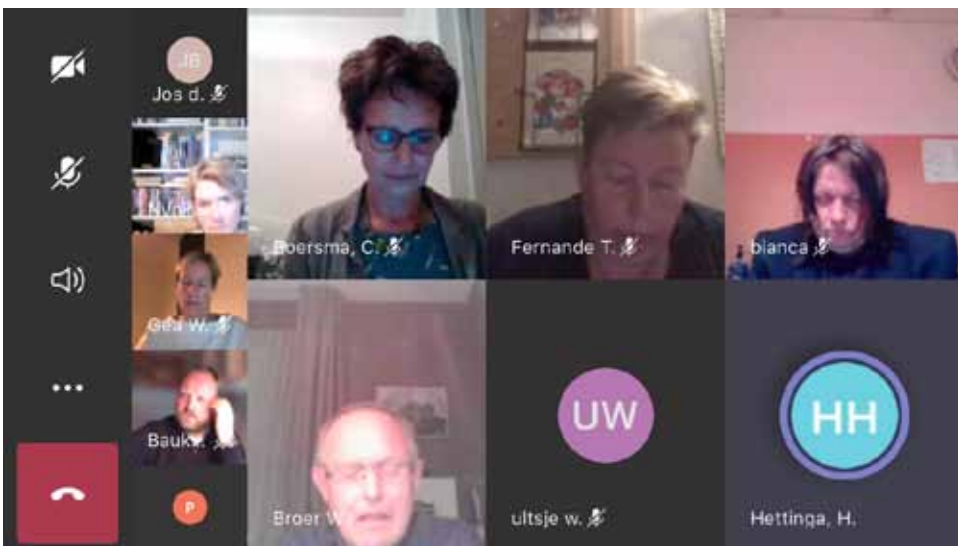 JB
Jos d.
Boersma, C.
Fernande T.
bianca
Gea W.
P
Broer W
UW
ultsje w.
HH
Hettinga, H.